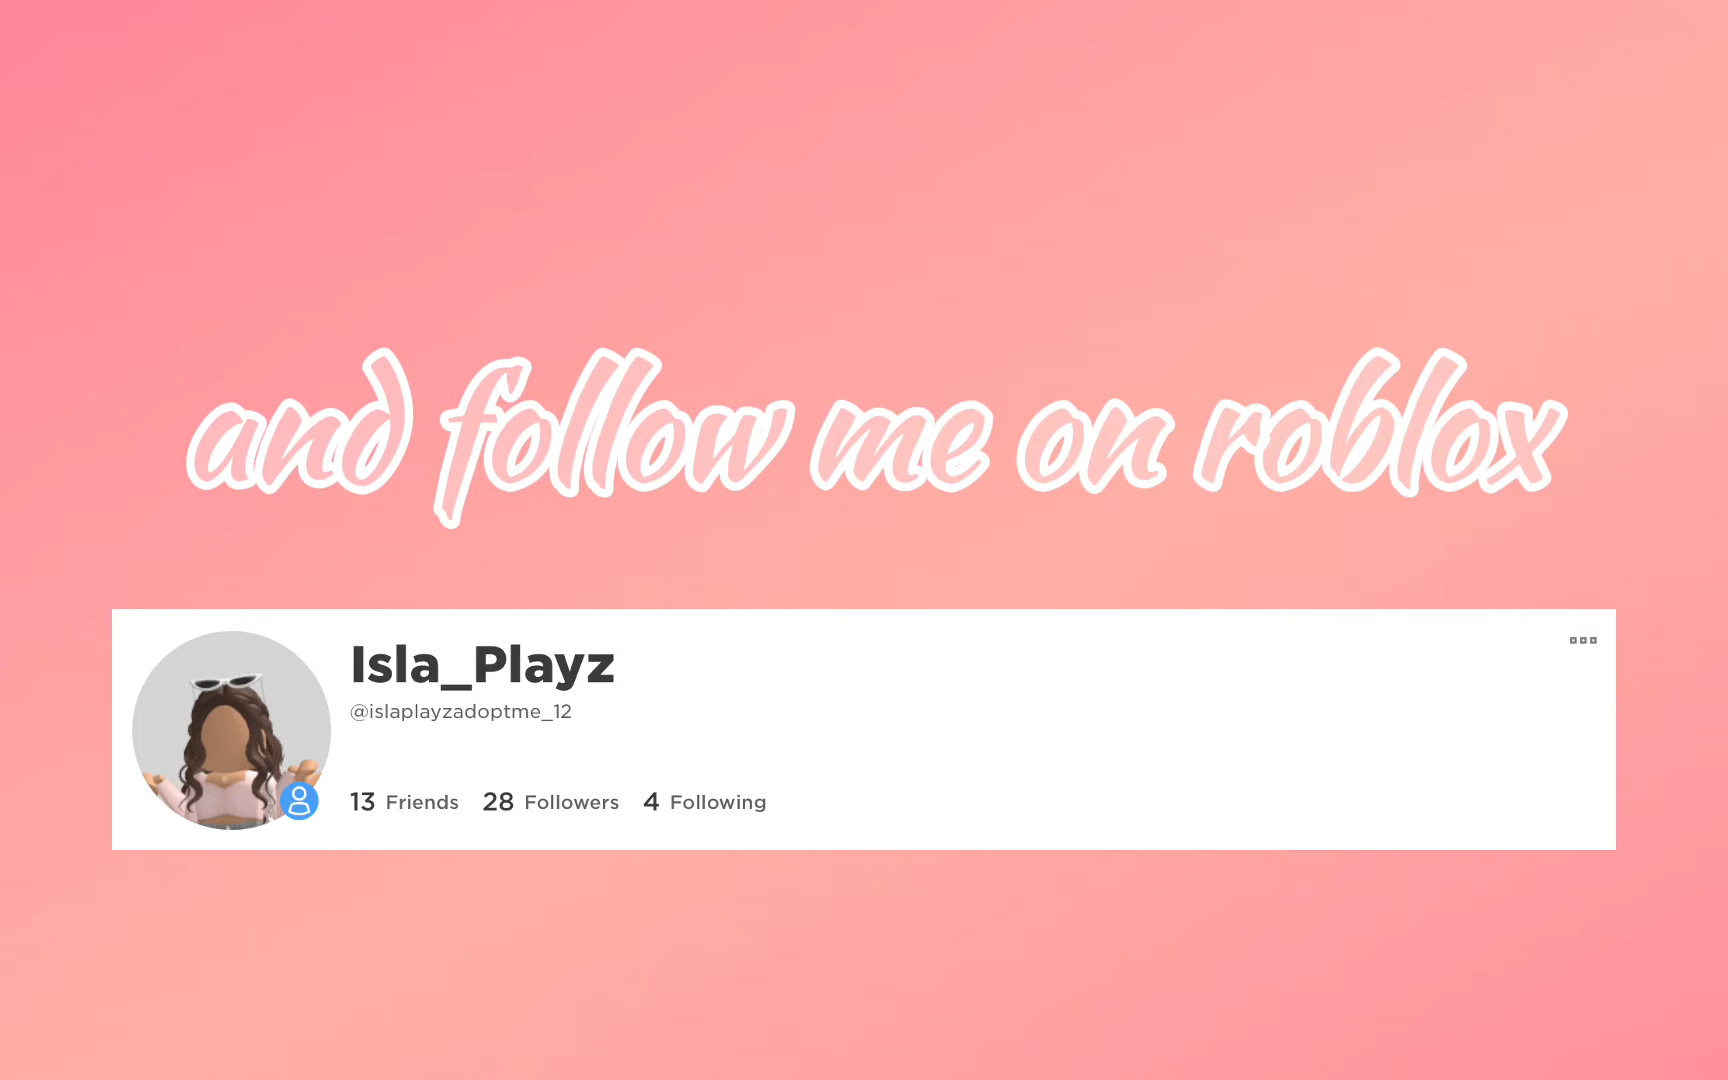 and follow me on roblox
Isla_Playz
@islaplayzadoptme_12
13 Friends 28 Followers 4 Following